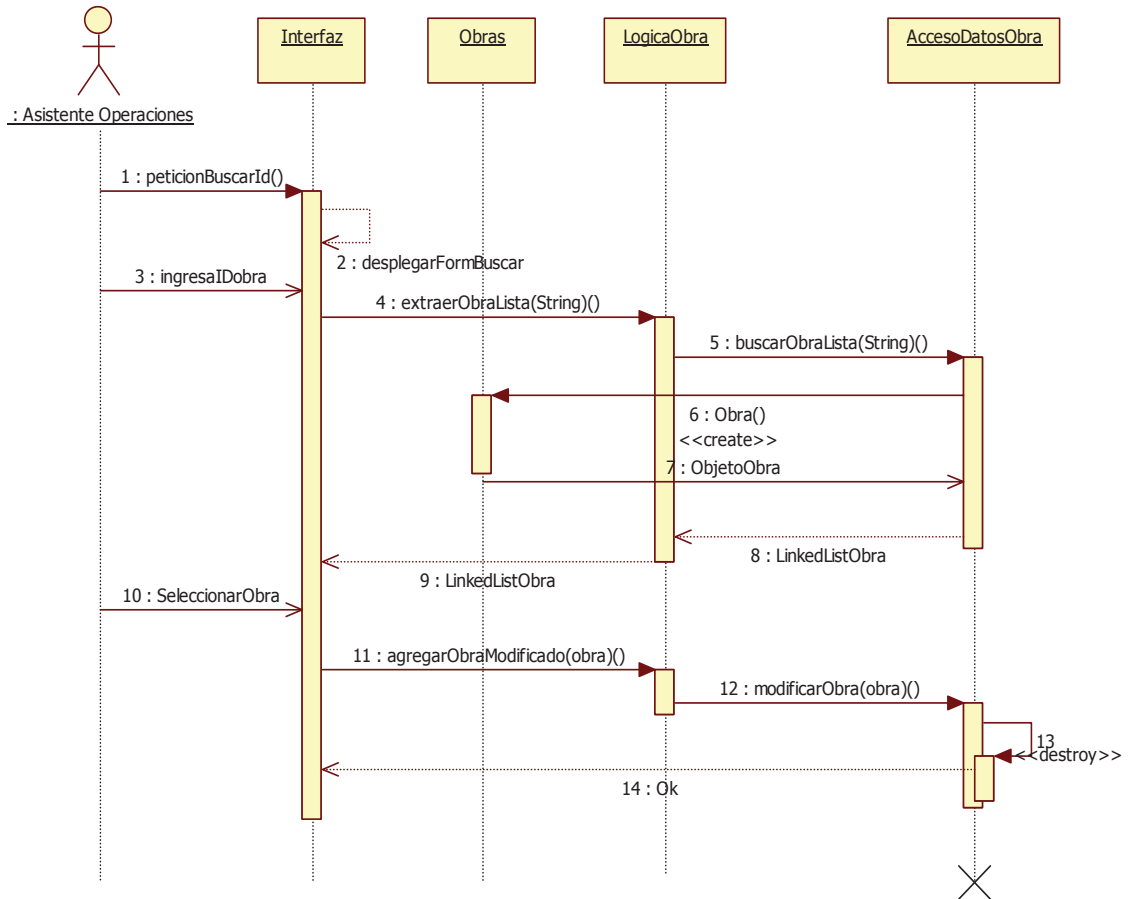 Interfaz
Obras
LogicaObra
AccesoDatosObra
: Asistente Operaciones
1 : peticionBuscarId()
2 : desplegarFormBuscar
3 : ingresaIDobra
4 : extraerObraLista(String)()
5 : buscarObraLista(String)()
6 : Obra()
<<create>>
7 : ObjetoObra
8 : LinkedListObra
9 : LinkedListObra
10 : SeleccionarObra
11 : agregarObraModificado(obra)()
12 : modificarObra(obra)()
13
<<destroy>>
14 : Ok